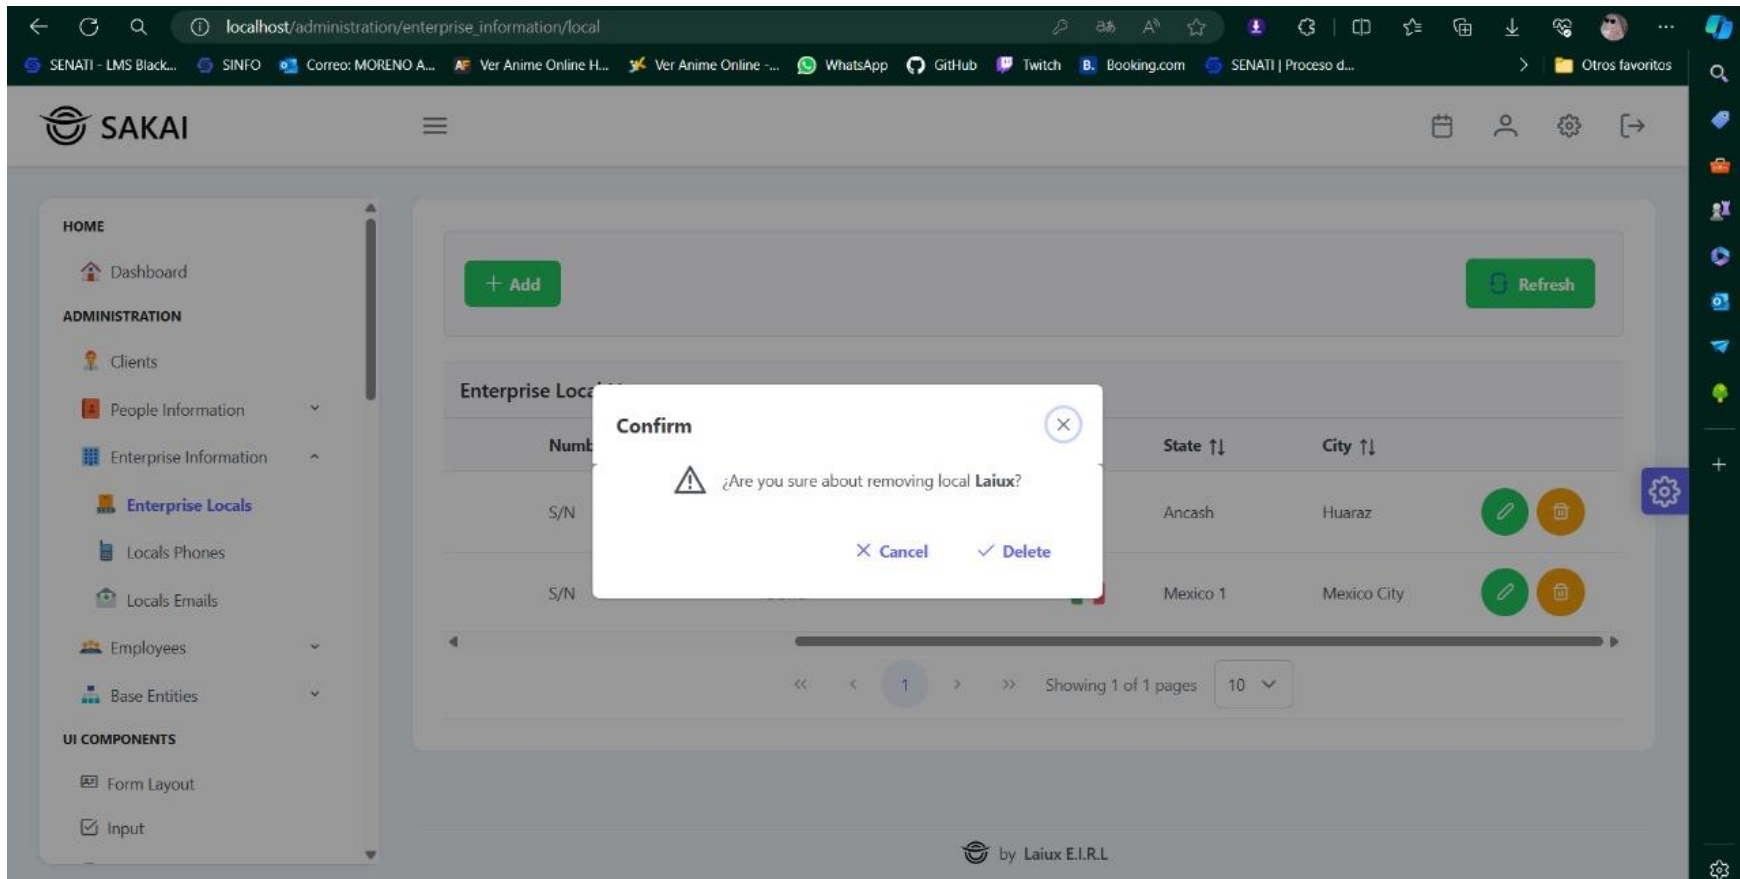 localhost/administration/enterprise_information/local
SENATI - LMS Black... SINFO Correo: MORENO A... Ver Anime Online H... Ver Anime Online -... WhatsApp GitHub Twitch Booking.com SENATI | Proceso d... Otros favoritos
SAKAI
HOME
Dashboard
ADMINISTRATION
Clients
People Information
Enterprise Information
Enterprise Locals
Locals Phones
Locals Emails
Employees
Base Entities
UI COMPONENTS
Form Layout
Input
+ Add
Refresh
Enterprise Loca
Numb State City
S/N Ancash Huaraz
S/N Mexico 1 Mexico City
Confirm
¿Are you sure about removing local Laiux?
Cancel Delete
« < 1 > » Showing 1 of 1 pages 10
by Laiux E.I.R.L